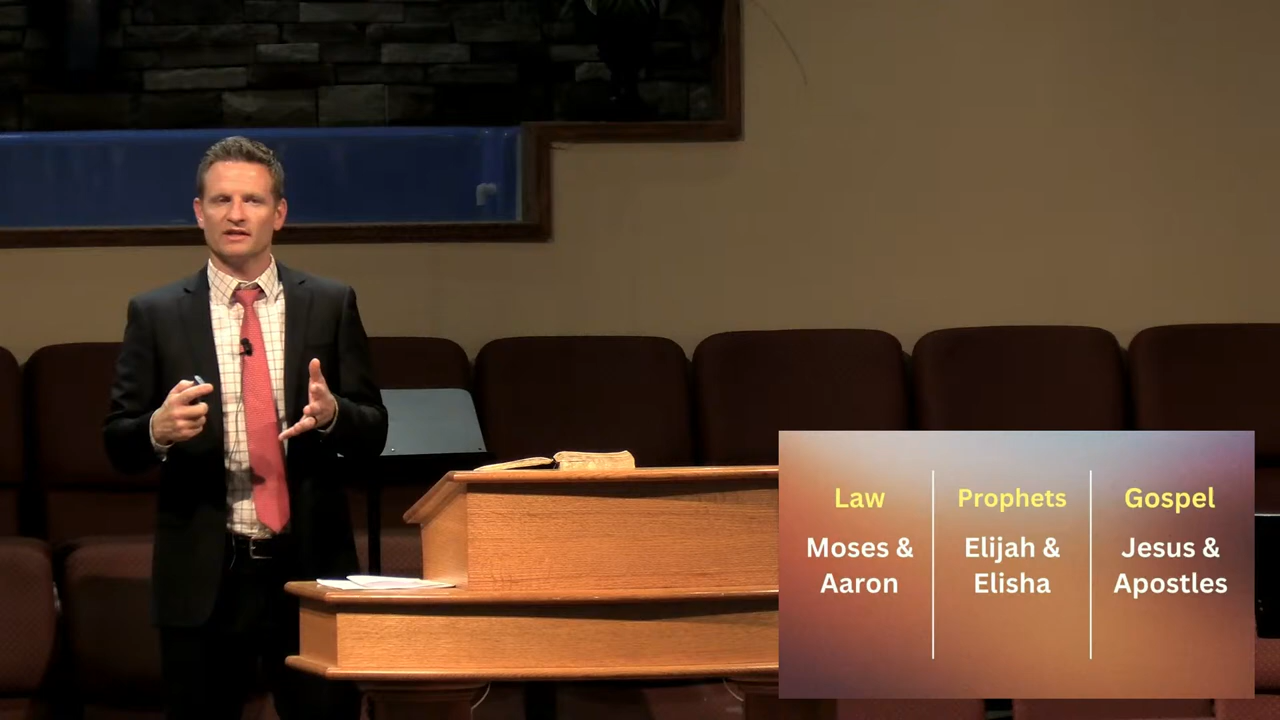 Law
Moses &
Aaron
Prophets
Elijah &
Elisha
Gospel
Jesus &
Apostles